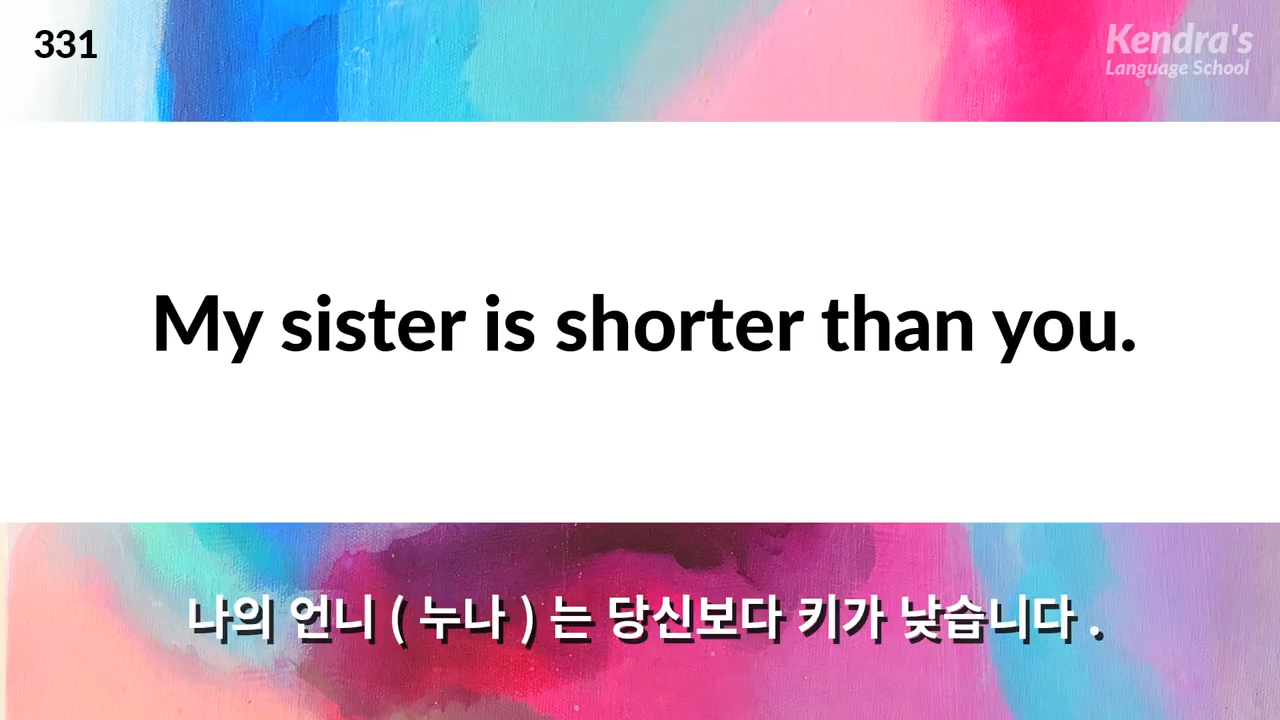 331
Kendra's
Language School
My sister is shorter than you.
나의 언니 ( 누나 ) 는 당신보다 키가 낮습니다 .